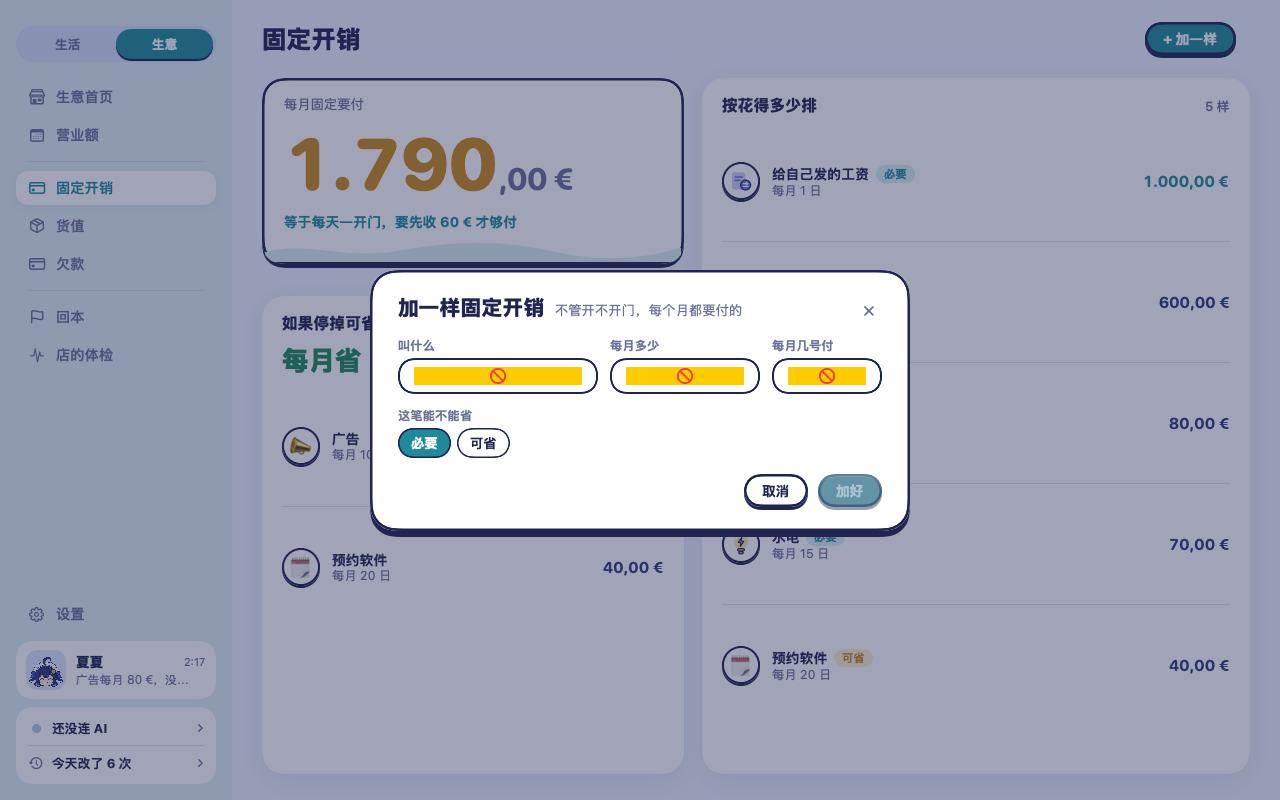 生活
生意
生意首页
营业额
固定开销
货值
欠款
回本
店的体检
设置
夏夏
2:17
广告每月 80 €，没…
还没连 AI
今天改了 6 次
固定开销
+ 加一样
每月固定要付
1.790,00 €
等于每天一开门，要先收 60 € 才够付
如果停掉可省
每月省
广告
每月 10
预约软件
每月 20 日
40,00 €
按花得多少排
5 样
给自己发的工资
必要
每月 1 日
1.000,00 €
600,00 €
80,00 €
水电
必要
每月 15 日
70,00 €
预约软件
可省
每月 20 日
40,00 €
加一样固定开销
不管开不开门，每个月都要付的
叫什么
每月多少
每月几号付
这笔能不能省
必要
可省
取消
加好